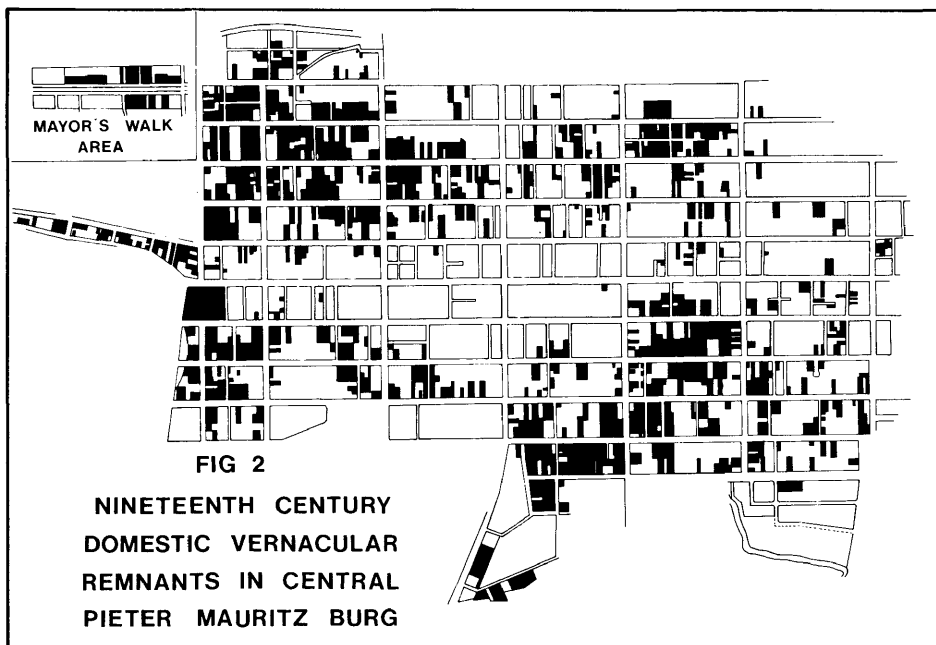 MAYOR'S WALK
AREA
FIG 2
NINETEENTH CENTURY
DOMESTIC VERNACULAR
REMNANTS IN CENTRAL
PIETER MAURITZ BURG